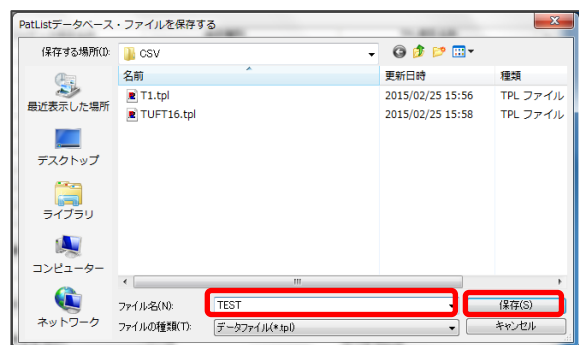 PatListデータベース・ファイルを保存する
保存する場所(I):
CSV
名前
更新日時
種類
T1.tpl
2015/02/25 15:56
TPL ファイル
TUFT16.tpl
2015/02/25 15:58
TPL ファイル
最近表示した場所
デスクトップ
ライブラリ
コンピューター
ネットワーク
ファイル名(N):
TEST
保存(S)
ファイルの種類(T):
データファイル(*.tpl)
キャンセル